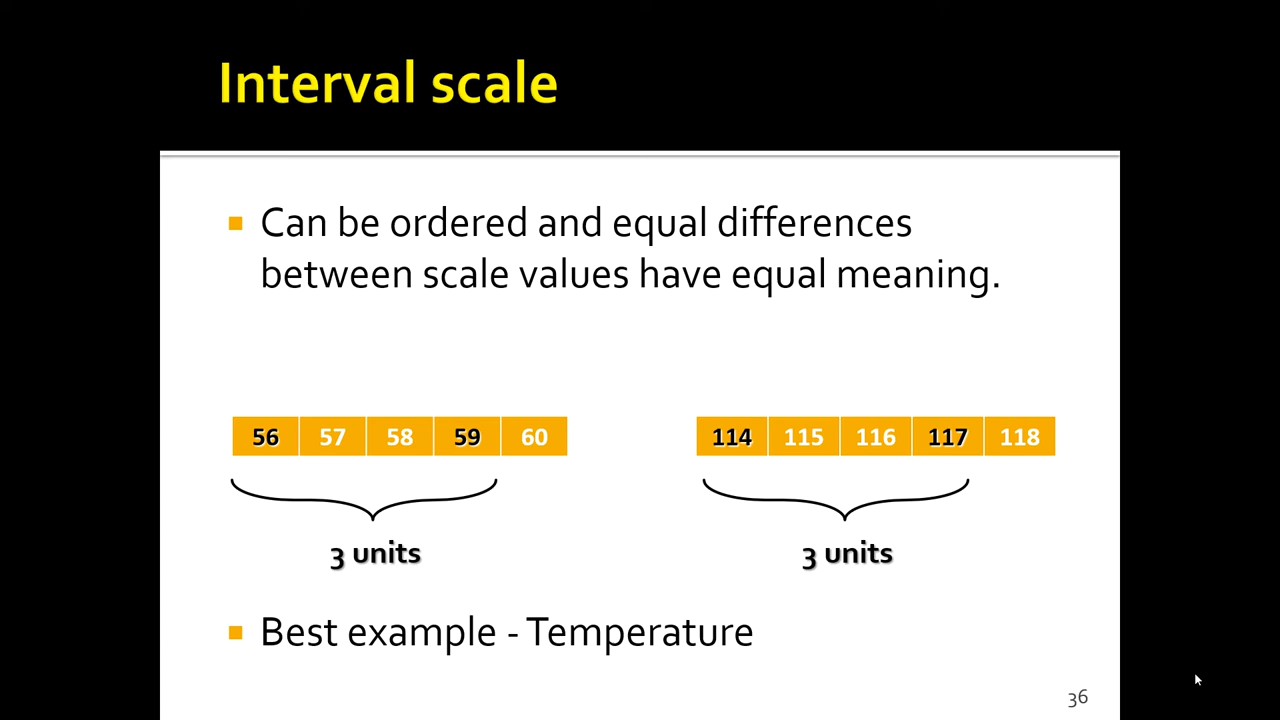 Interval scale
Can be ordered and equal differences
between scale values have equal meaning.
56 57 58 59 60 114 115 116 117 118
3 units 3 units
Best example - Temperature
36